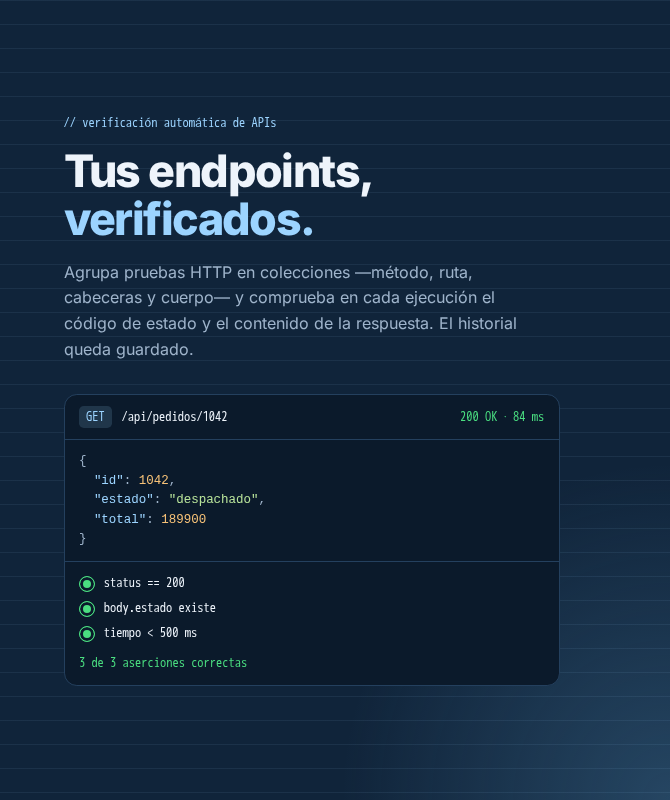 // verificación automática de APIs
Tus endpoints,
verificados.
Agrupa pruebas HTTP en colecciones —método, ruta,
cabeceras y cuerpo— y comprueba en cada ejecución el
código de estado y el contenido de la respuesta. El historial
queda guardado.
GET /api/pedidos/1042 200 OK · 84 ms
{
"id": 1042,
"estado": "despachado",
"total": 189900
}
status == 200
body.estado existe
tiempo < 500 ms
3 de 3 aserciones correctas